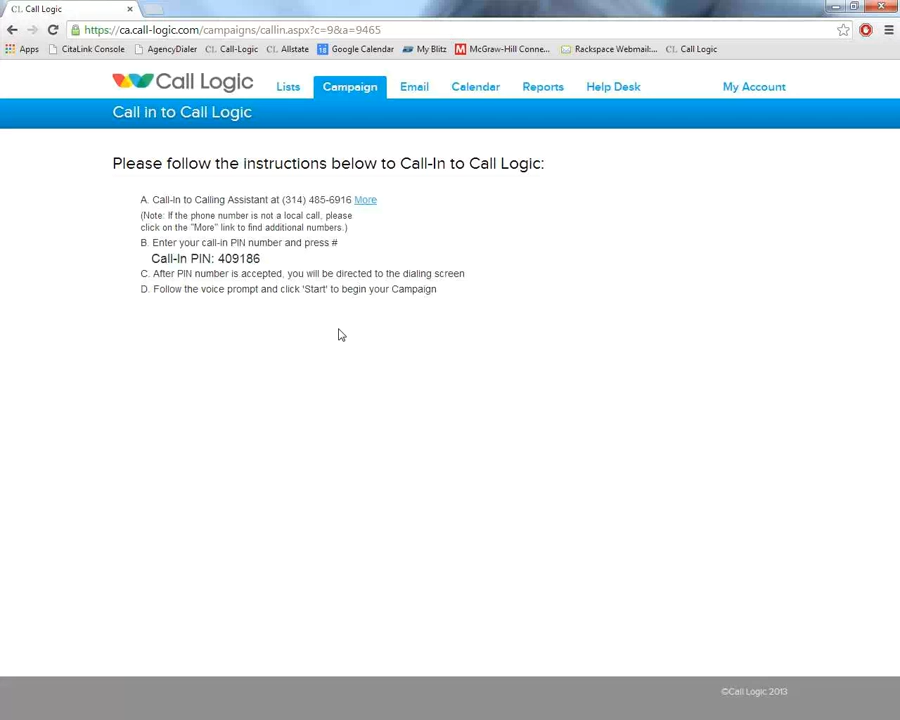 CL Call Logic
https://ca.call-logic.com/campaigns/callin.aspx?c=9&a=9465
Apps CitaLink Console AgencyDialer CL Call-Logic CL Allstate 18 Google Calendar My Blitz M McGraw-Hill Conne... Rackspace Webmail:... CL Call Logic
Call Logic Lists Campaign Email Calendar Reports Help Desk My Account
Call in to Call Logic
Please follow the instructions below to Call-In to Call Logic:
A. Call-In to Calling Assistant at (314) 485-6916 More
(Note: If the phone number is not a local call, please
click on the "More" link to find additional numbers.)
B. Enter your call-in PIN number and press #
Call-In PIN: 409186
C. After PIN number is accepted, you will be directed to the dialing screen
D. Follow the voice prompt and click 'Start' to begin your Campaign
©Call Logic 2013